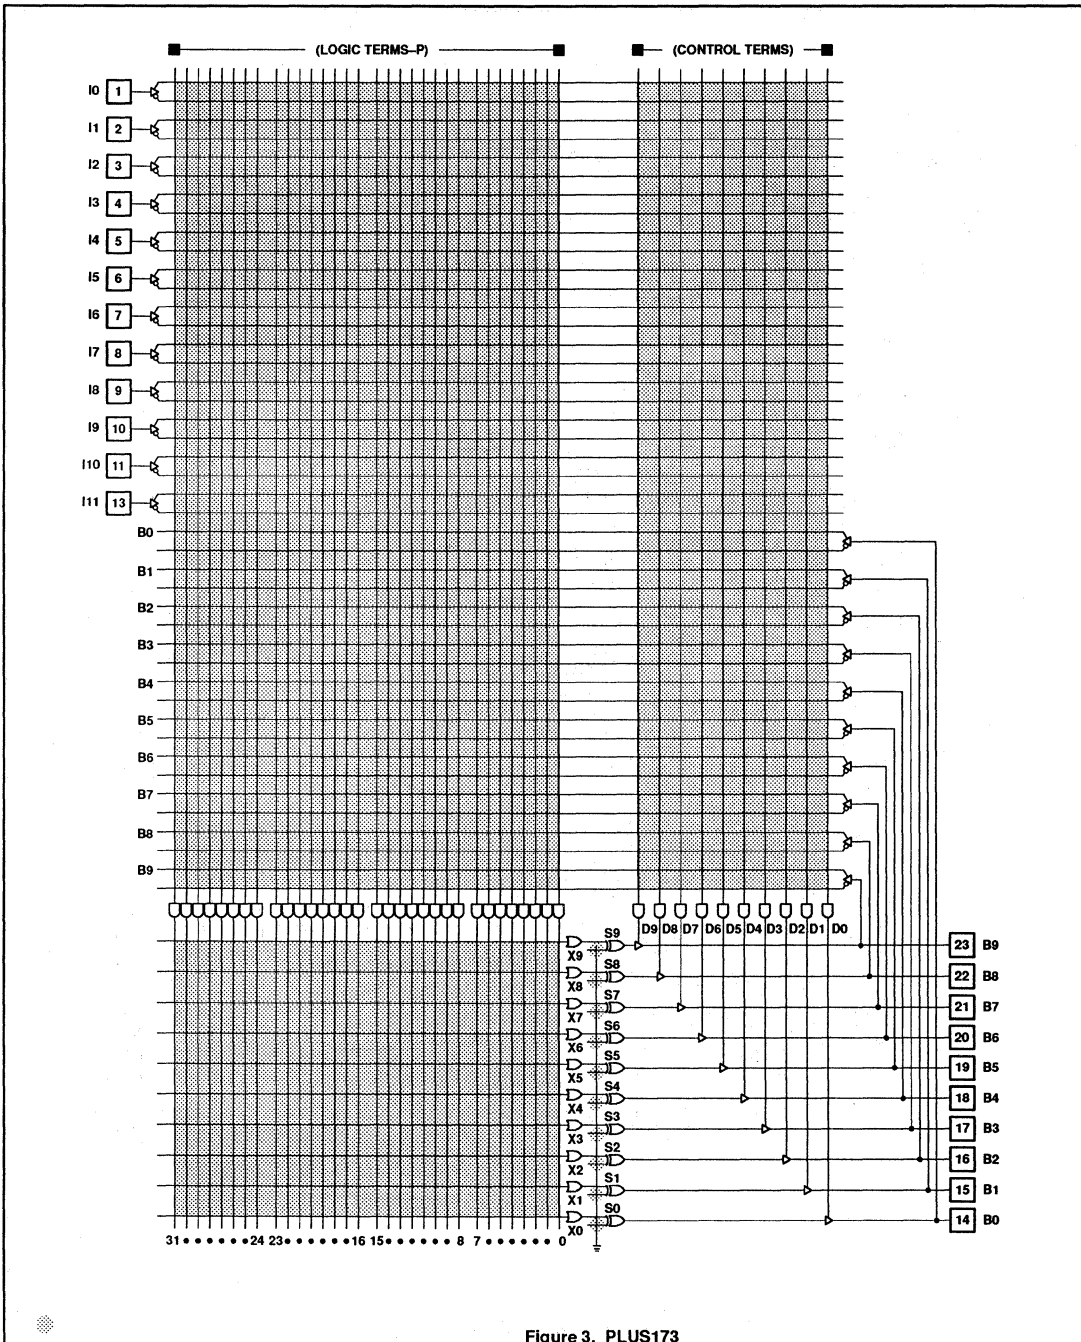 (LOGIC TERMS–P) (CONTROL TERMS)
I0 1
I1 2
I2 3
I3 4
I4 5
I5 6
I6 7
I7 8
I8 9
I9 10
I10 11
I11 13
B0
B1
B2
B3
B4
B5
B6
B7
B8
B9
D9 D8 D7 D6 D5 D4 D3 D2 D1 D0
X9 S9 23 B9
X8 S8 22 B8
X7 S7 21 B7
X6 S6 20 B6
X5 S5 19 B5
X4 S4 18 B4
X3 S3 17 B3
X2 S2 16 B2
X1 S1 15 B1
X0 S0 14 B0
31 24 23 16 15 8 7 0
Figure 3. PLUS173